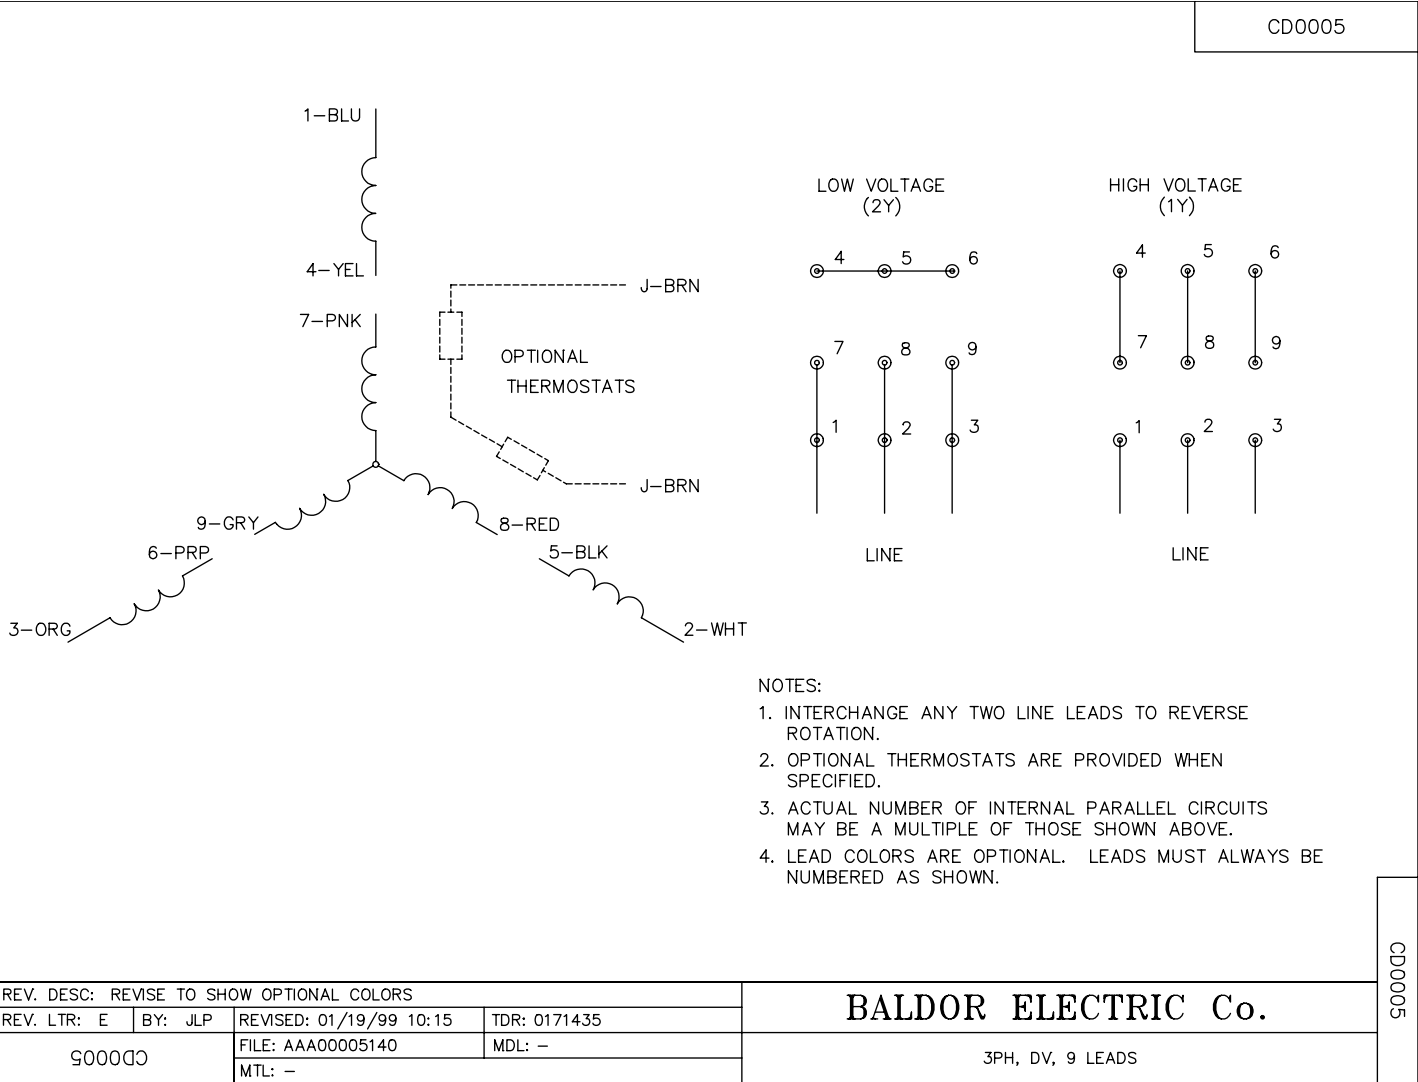 CD0005
1-BLU
4-YEL
7-PNK
J-BRN
OPTIONAL
THERMOSTATS
J-BRN
9-GRY
8-RED
6-PRP
5-BLK
3-ORG
2-WHT
LOW VOLTAGE
(2Y)
4 5 6
7 8 9
1 2 3
LINE
HIGH VOLTAGE
(1Y)
4 5 6
7 8 9
1 2 3
LINE
NOTES:
1. INTERCHANGE ANY TWO LINE LEADS TO REVERSE
ROTATION.
2. OPTIONAL THERMOSTATS ARE PROVIDED WHEN
SPECIFIED.
3. ACTUAL NUMBER OF INTERNAL PARALLEL CIRCUITS
MAY BE A MULTIPLE OF THOSE SHOWN ABOVE.
4. LEAD COLORS ARE OPTIONAL. LEADS MUST ALWAYS BE
NUMBERED AS SHOWN.
CD0005
REV. DESC: REVISE TO SHOW OPTIONAL COLORS
REV. LTR: E BY: JLP REVISED: 01/19/99 10:15 TDR: 0171435
CD0005
FILE: AAA00005140 MDL: -
MTL: -
BALDOR ELECTRIC Co.
3PH, DV, 9 LEADS